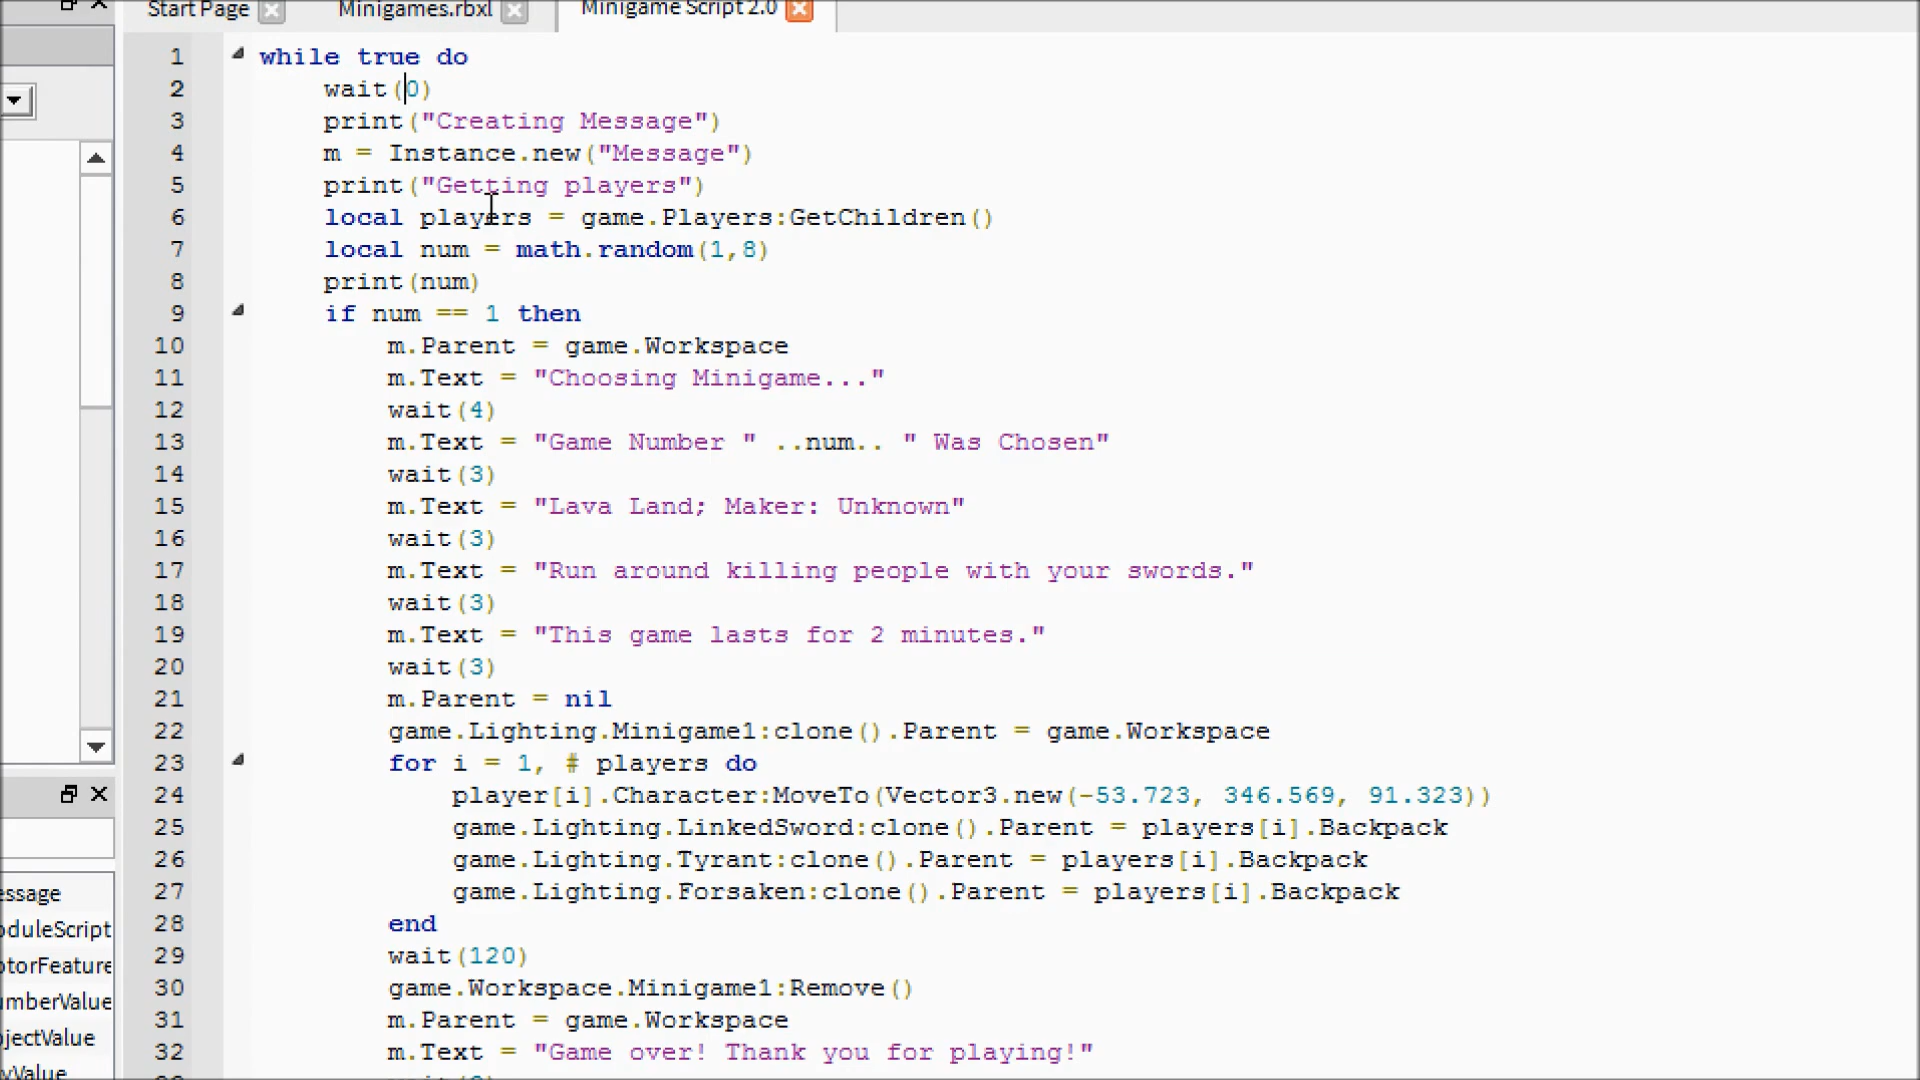 Start Page
Minigames.rbxl
Minigame Script 2.0
1 while true do
2 wait(0)
3 print("Creating Message")
4 m = Instance.new("Message")
5 print("Getting players")
6 local players = game.Players:GetChildren()
7 local num = math.random(1,8)
8 print(num)
9 if num == 1 then
10 m.Parent = game.Workspace
11 m.Text = "Choosing Minigame..."
12 wait(4)
13 m.Text = "Game Number " ..num.. " Was Chosen"
14 wait(3)
15 m.Text = "Lava Land; Maker: Unknown"
16 wait(3)
17 m.Text = "Run around killing people with your swords."
18 wait(3)
19 m.Text = "This game lasts for 2 minutes."
20 wait(3)
21 m.Parent = nil
22 game.Lighting.Minigame1:clone().Parent = game.Workspace
23 for i = 1, # players do
24 player[i].Character:MoveTo(Vector3.new(-53.723, 346.569, 91.323))
25 game.Lighting.LinkedSword:clone().Parent = players[i].Backpack
26 game.Lighting.Tyrant:clone().Parent = players[i].Backpack
27 game.Lighting.Forsaken:clone().Parent = players[i].Backpack
28 end
29 wait(120)
30 game.Workspace.Minigame1:Remove()
31 m.Parent = game.Workspace
32 m.Text = "Game over! Thank you for playing!"
essage
oduleScript
otorFeature
umberValue
bjectValue
yValue